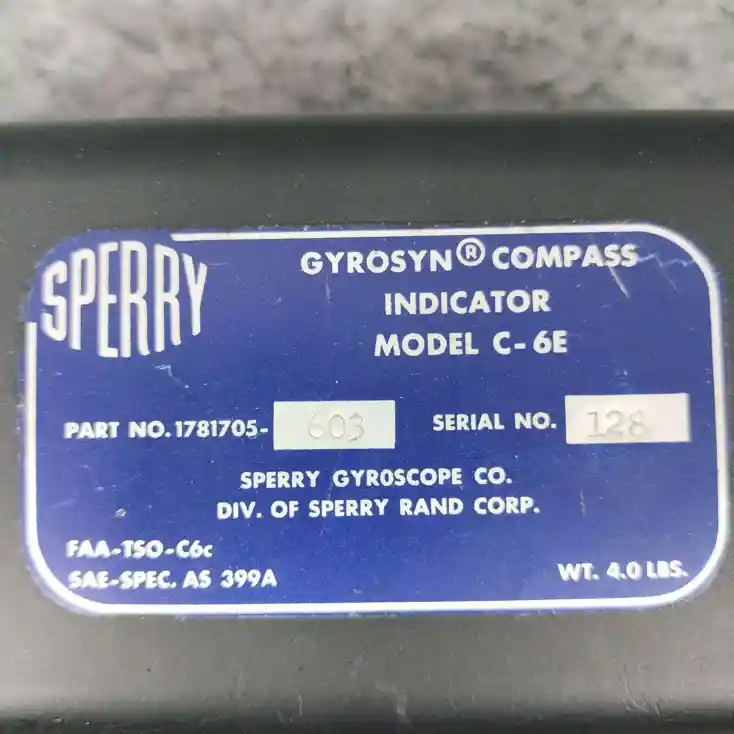 SPERRY
GYROSYN® COMPASS
INDICATOR
MODEL C-6E
PART NO. 1781705- 603 SERIAL NO. 128
SPERRY GYROSCOPE CO.
DIV. OF SPERRY RAND CORP.
FAA-TSO-C6c
SAE-SPEC. AS 399A WT. 4.0 LBS.